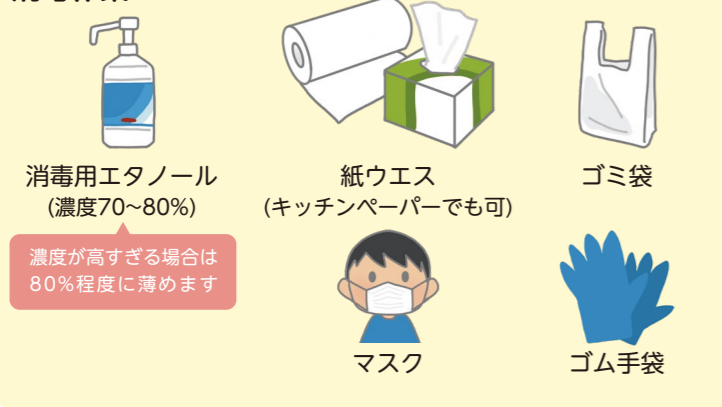 消毒用エタノール
(濃度70~80%)
濃度が高すぎる場合は
80%程度に薄めます
紙ウエス
(キッチンペーパーでも可)
ゴミ袋
マスク
ゴム手袋